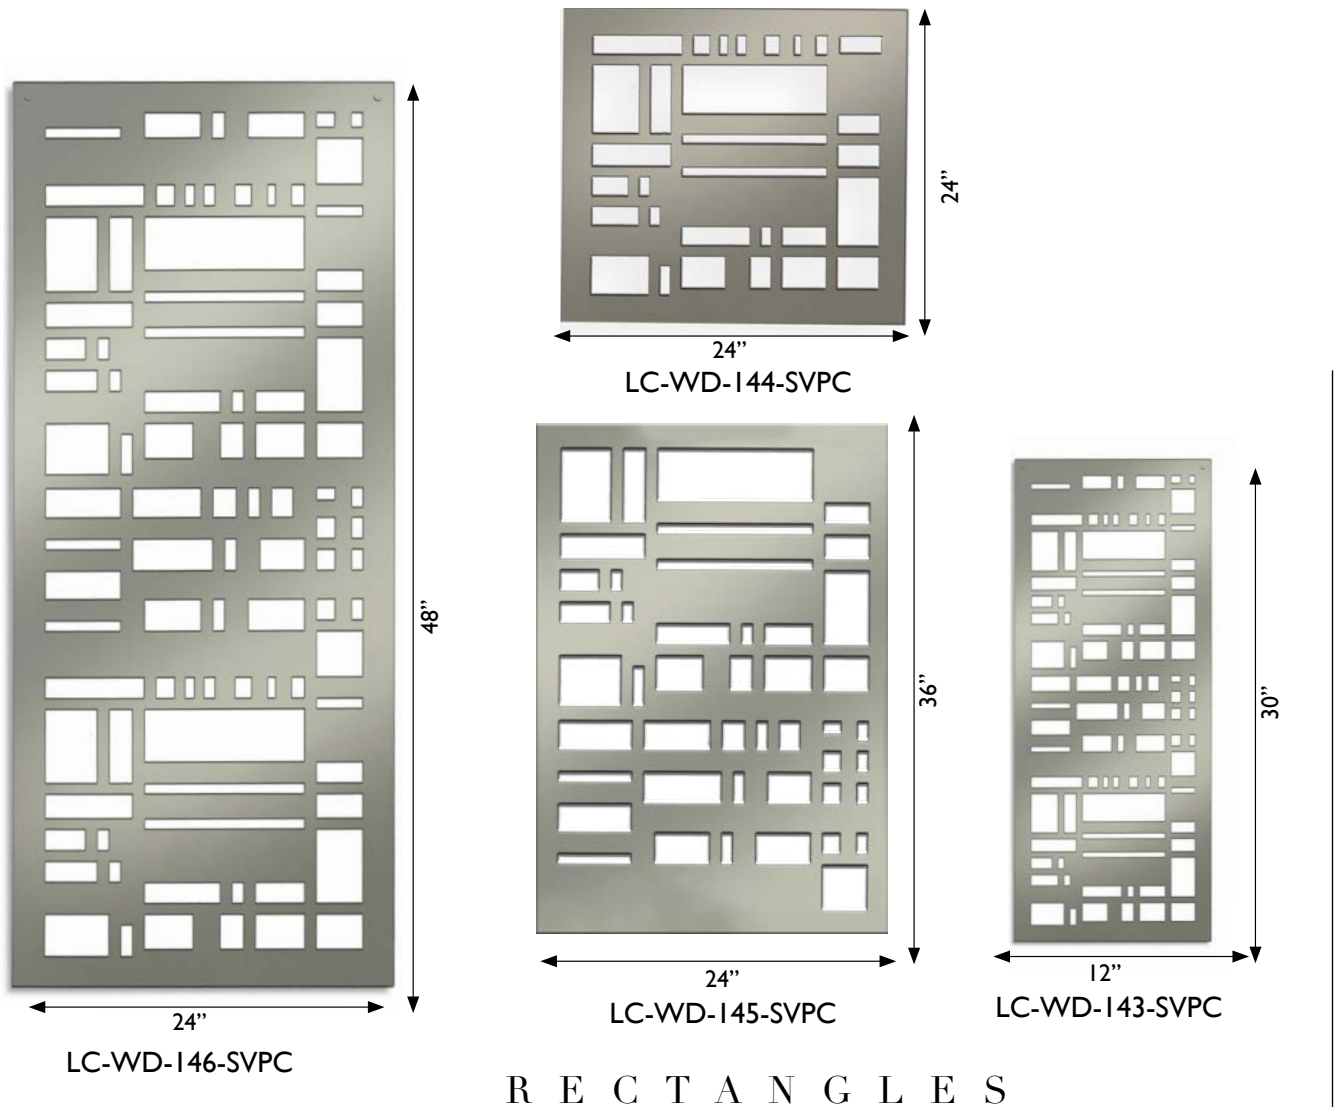 24”
24”
LC-WD-144-SVPC
48”
24”
LC-WD-146-SVPC
36”
24”
LC-WD-145-SVPC
30”
12”
LC-WD-143-SVPC
RECTANGLES